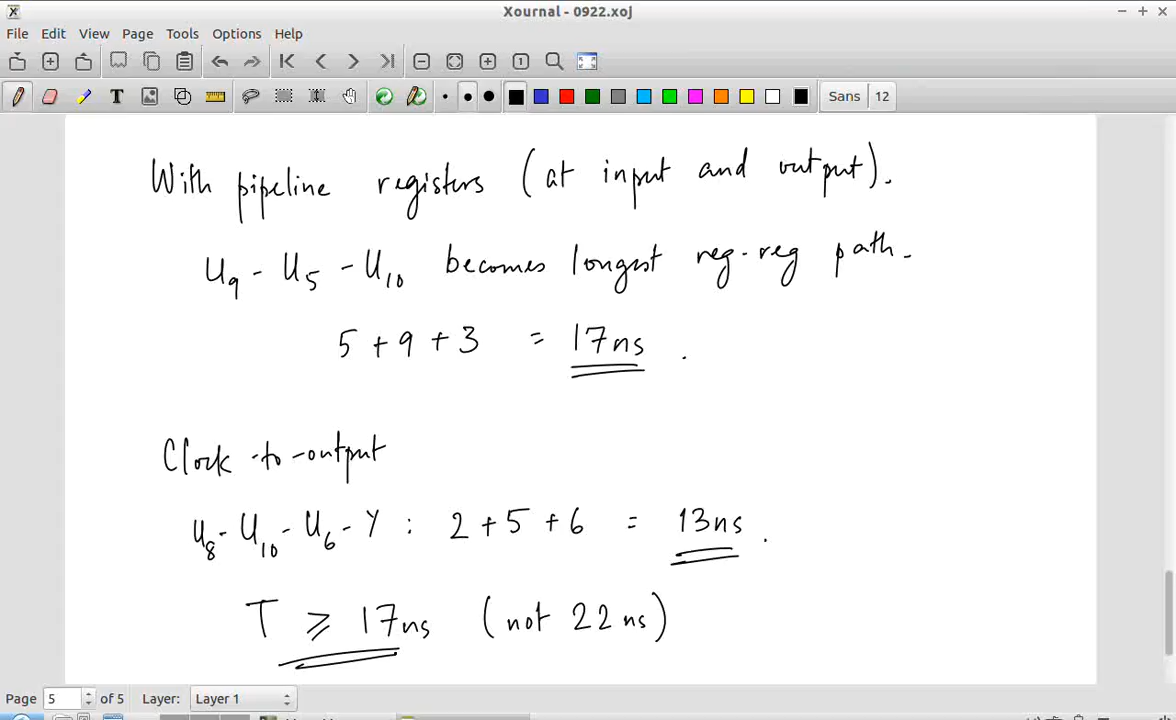 Xournal - 0922.xoj
File Edit View Page Tools Options Help
Sans 12
With pipeline registers (at input and output).
U9 - U5 - U10 becomes longest reg-reg path.
5 + 9 + 3 = 17ns .
Clock-to-output
U8 - U10 - U6 - Y : 2 + 5 + 6 = 13ns .
T ≥ 17ns (not 22 ns)
Page 5 of 5 Layer: Layer 1